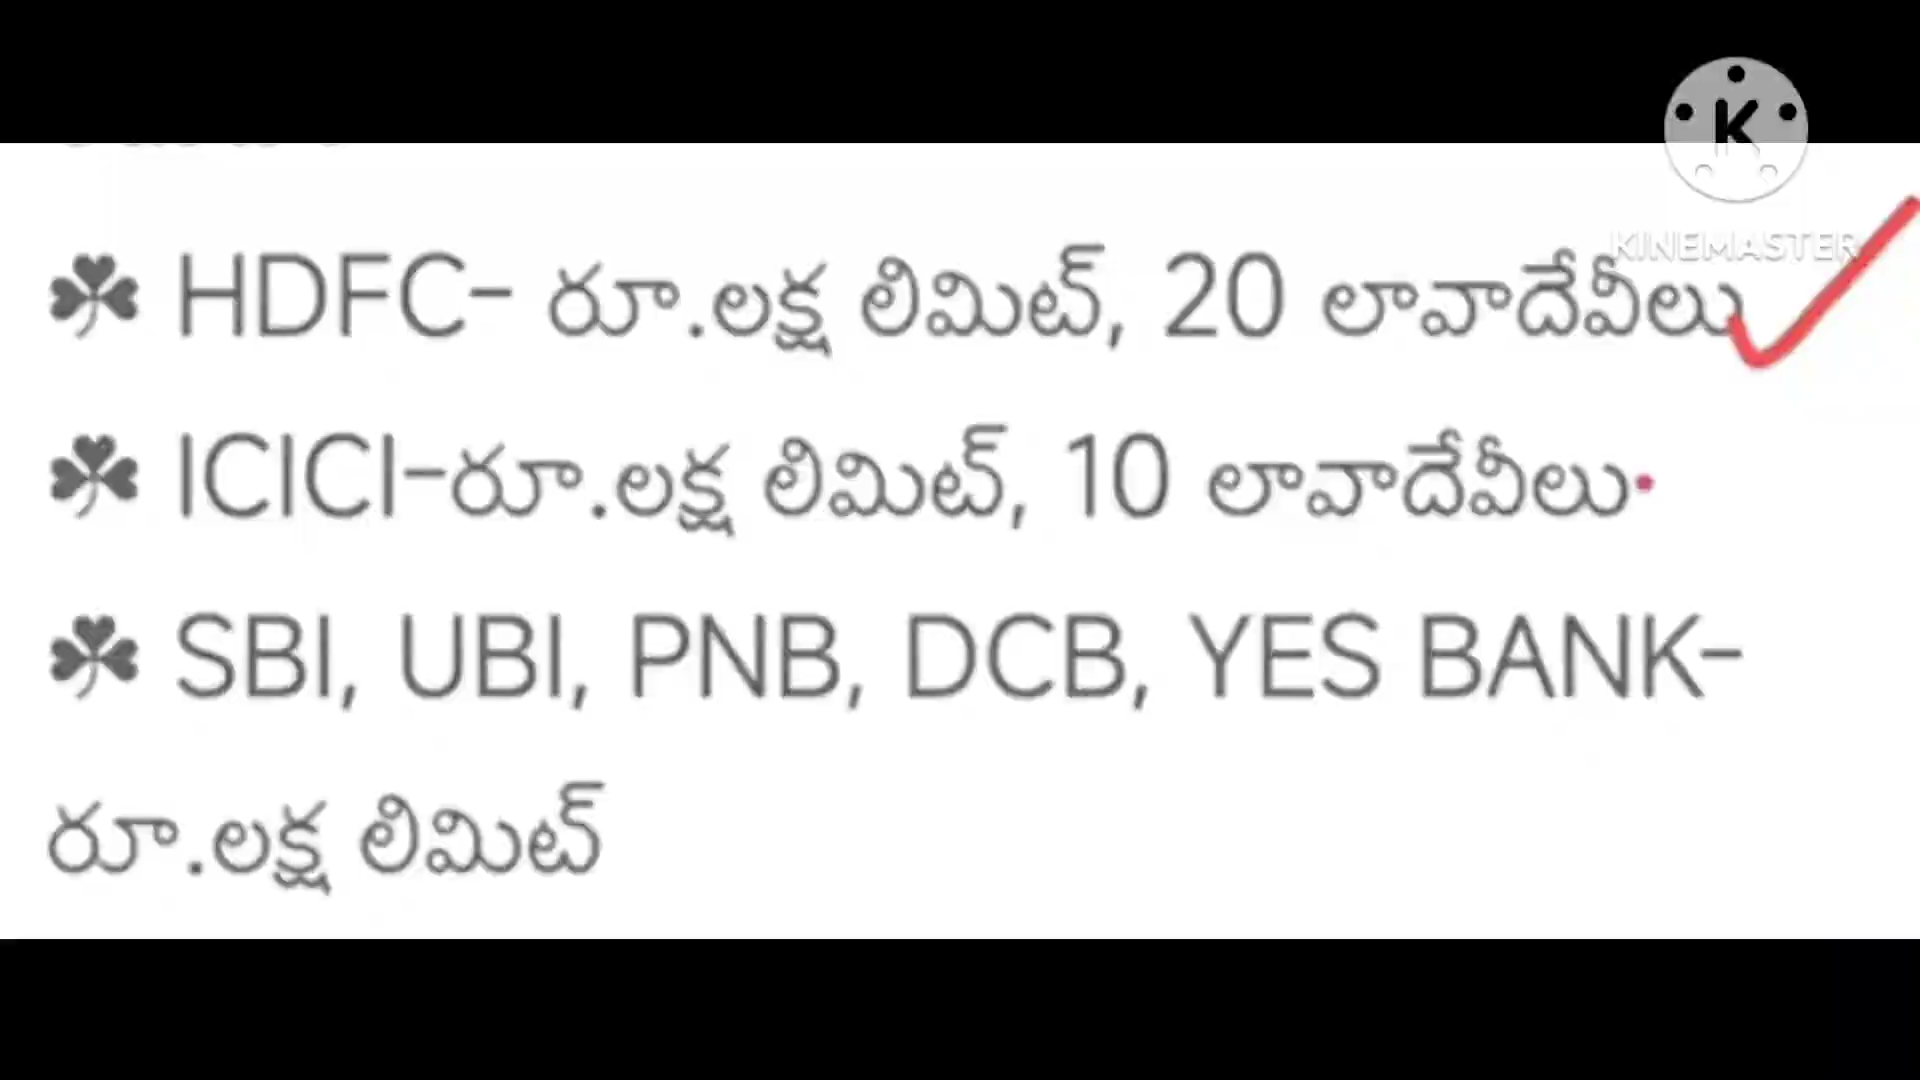 K
KINEMASTER
☘ HDFC- రూ.లక్ష లిమిట్, 20 లావాదేవీలు
☘ ICICI-రూ.లక్ష లిమిట్, 10 లావాదేవీలు
☘ SBI, UBI, PNB, DCB, YES BANK-
రూ.లక్ష లిమిట్